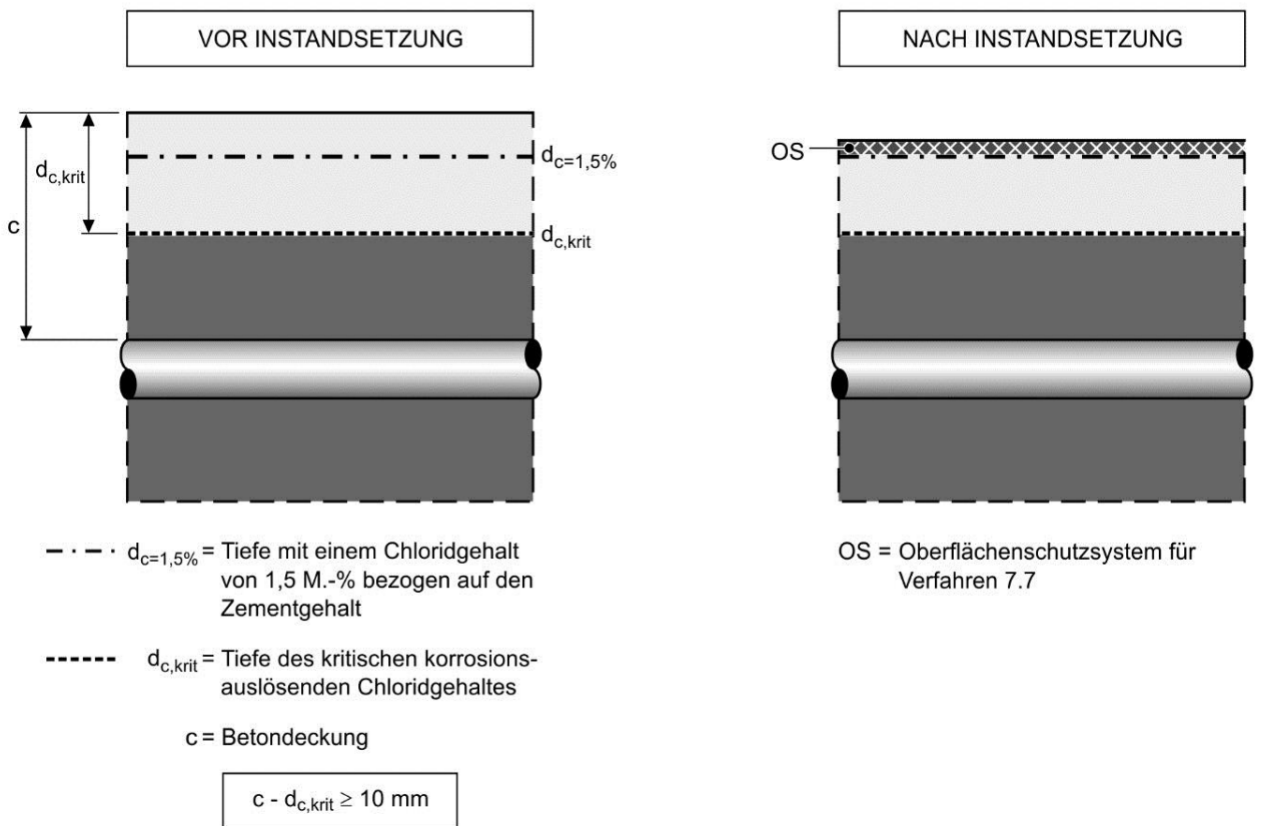 VOR INSTANDSETZUNG
NACH INSTANDSETZUNG
d_c,krit
c
d_c=1,5%
d_c,krit
OS
d_c=1,5% = Tiefe mit einem Chloridgehalt
von 1,5 M.-% bezogen auf den
Zementgehalt
d_c,krit = Tiefe des kritischen korrosions-
auslösenden Chloridgehaltes
c = Betondeckung
c - d_c,krit ≥ 10 mm
OS = Oberflächenschutzsystem für
Verfahren 7.7